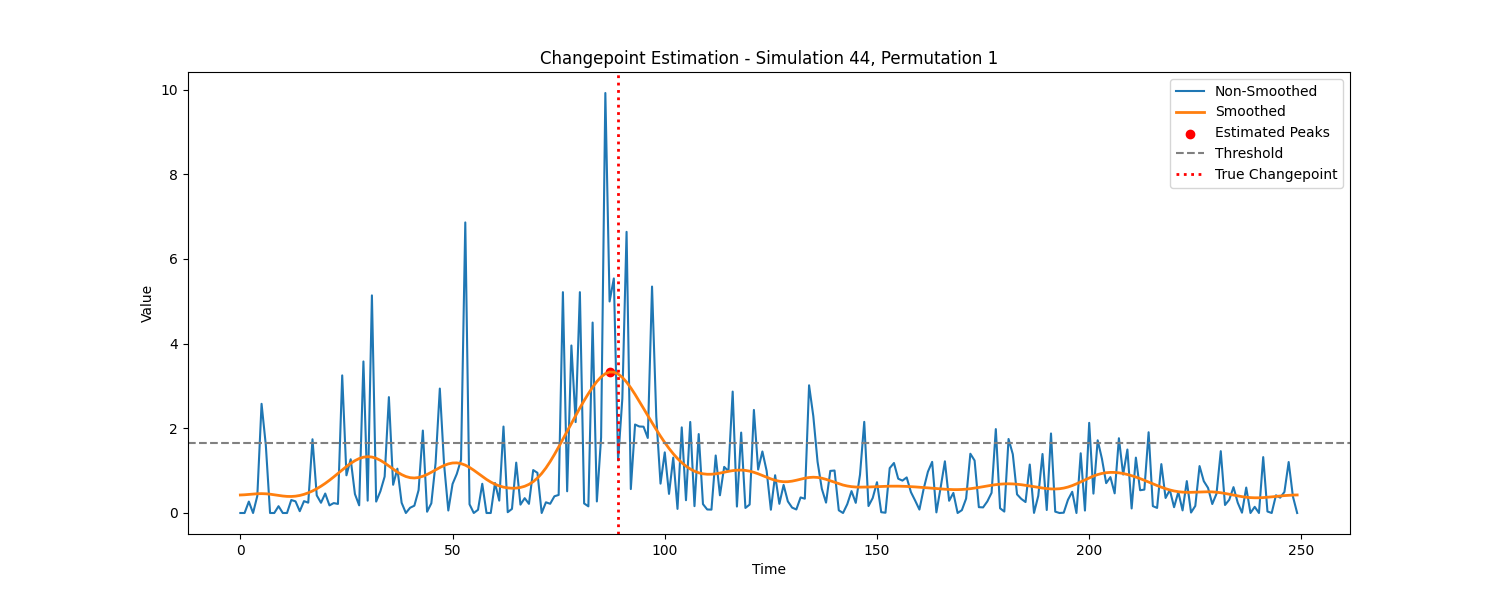 Changepoint Estimation - Simulation 44, Permutation 1
Non-Smoothed
Smoothed
Estimated Peaks
Threshold
True Changepoint
Value
10
8
6
4
2
0
0 50 100 150 200 250
Time